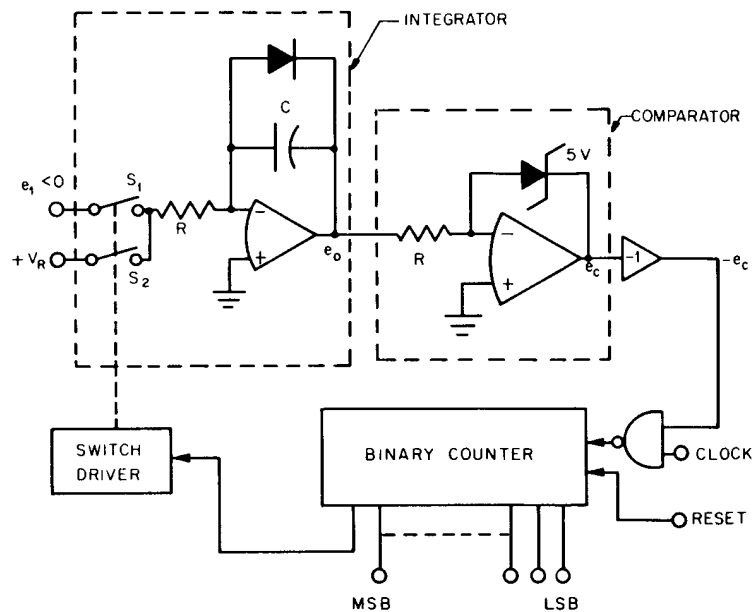 INTEGRATOR
C
COMPARATOR
5V
e₁ <0
S₁
R
−
+
e₀
+V_R
S₂
R
−
+
e_c
-1
-e_c
SWITCH
DRIVER
BINARY COUNTER
CLOCK
RESET
MSB
LSB